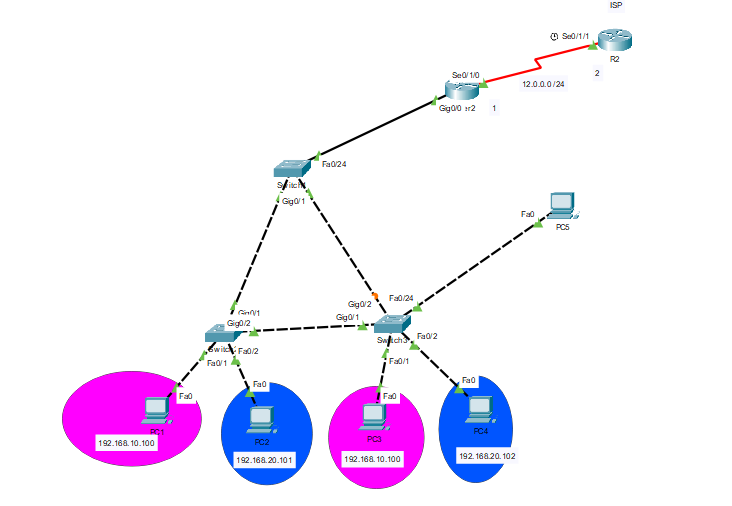 ISP
Se0/1/1
R2
2
Se0/1/0
12.0.0.0 /24
Gig0/0
er2
1
Fa0/24
Gig0/1
Fa0
PC5
Gig0/2
Fa0/24
Gig0/1
Gig0/2
Gig0/1
Switch3
Fa0/2
Fa0/2
Fa0/1
Fa0/1
Fa0
Fa0
Fa0
Fa0
PC1
PC2
PC3
PC4
192.168.10.100
192.168.20.101
192.168.10.100
192.168.20.102